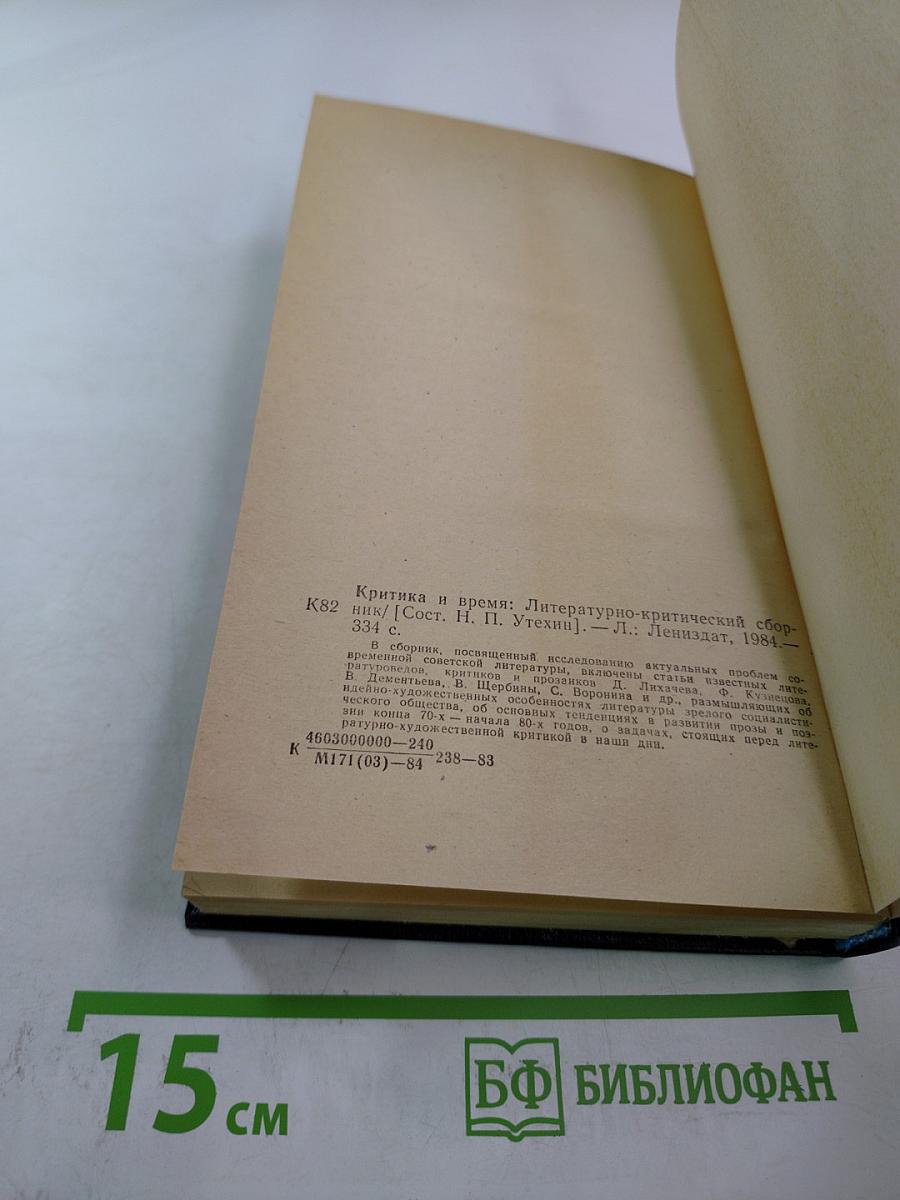 Критика и время: Литературно-критический сбор-
К82 ник/ [Сост. Н. П. Утехин]. — Л.: Лениздат, 1984.—
334 с.
В сборник, посвященный исследованию актуальных проблем со-
временной советской литературы, включены статьи известных лите-
ратуроведов, критиков и прозаиков Д. Лихачева, Ф. Кузнецова,
В. Дементьева, В. Щербины, С. Воронина и др., размышляющих об
идейно-художественных особенностях литературы зрелого социалисти-
ческого общества, об основных тенденциях в развитии прозы и поэ-
зии конца 70-х — начала 80-х годов, о задачах, стоящих перед лите-
ратурно-художественной критикой в наши дни.
К 4603000000—240
М171(03)—84 238—83
15 см
БФ БИБЛИОФАН